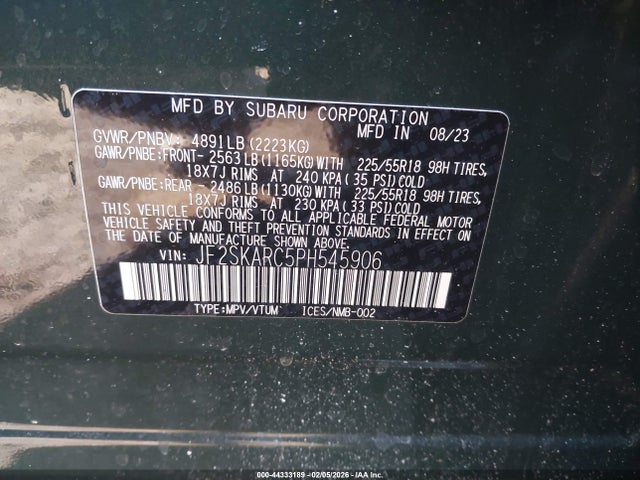 MFD BY SUBARU CORPORATION
MFD IN 08/23
GVWR/PNBV: 4891LB(2223KG)
GAWR/PNBE:FRONT- 2563LB(1165KG)WITH 225/55R18 98H TIRES,
18X7J RIMS AT 240 KPA( 35 PSI)COLD
GAWR/PNBE:REAR - 2486LB(1130KG)WITH 225/55R18 98H TIRES,
18X7J RIMS AT 230 KPA( 33 PSI)COLD
THIS VEHICLE CONFORMS TO ALL APPLICABLE FEDERAL MOTOR
VEHICLE SAFETY AND THEFT PREVENTION STANDARDS IN EFFECT ON
THE DATE OF MANUFACTURE SHOWN ABOVE.
VIN: JF2SKARC5PH545906
TYPE:MPV/VTUM ICES/NMB-002
000-44333189 - 02/05/2026 - IAA Inc.